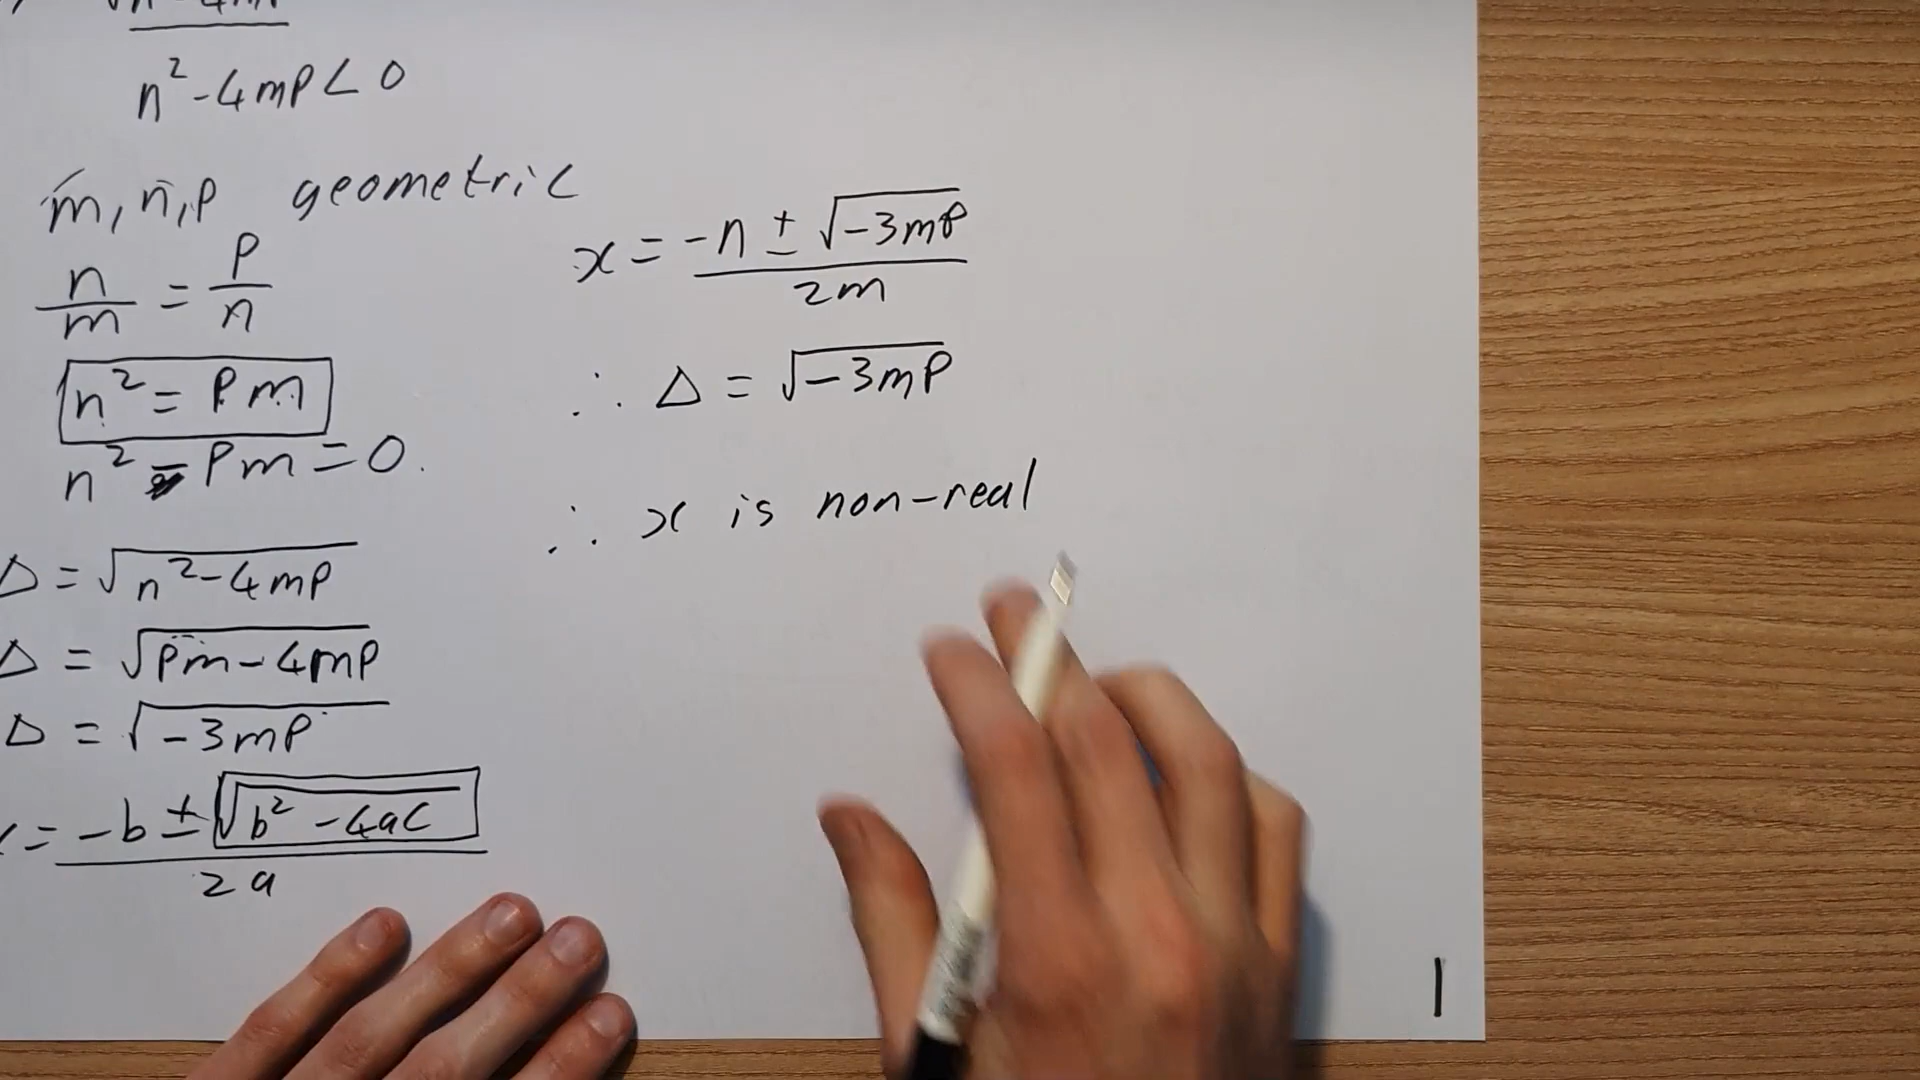 n² - 4mp < 0
m, n, p geometric
n/m = p/n
n² = pm
n² - pm = 0.
Δ = √(n² - 4mp)
Δ = √(pm - 4mp)
Δ = √(-3mp)
= (-b ± √(b² - 4ac)) / 2a
x = (-n ± √(-3mp)) / 2m
∴ Δ = √(-3mp)
∴ x is non-real
1